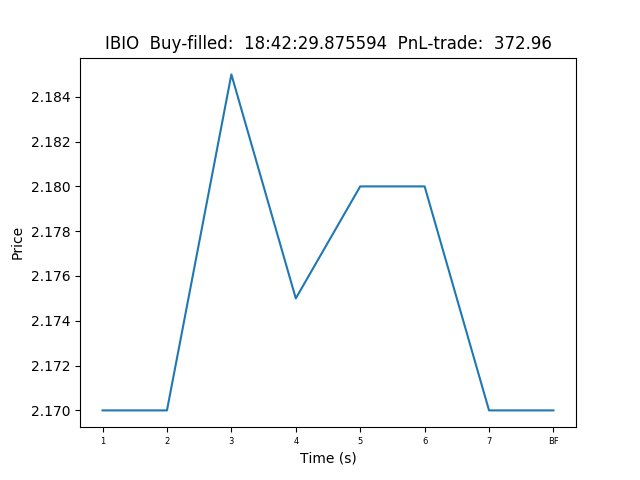 IBIO  Buy-filled:  18:42:29.875594  PnL-trade:  372.96
Price
2.184
2.182
2.180
2.178
2.176
2.174
2.172
2.170
1 2 3 4 5 6 7 BF
Time (s)